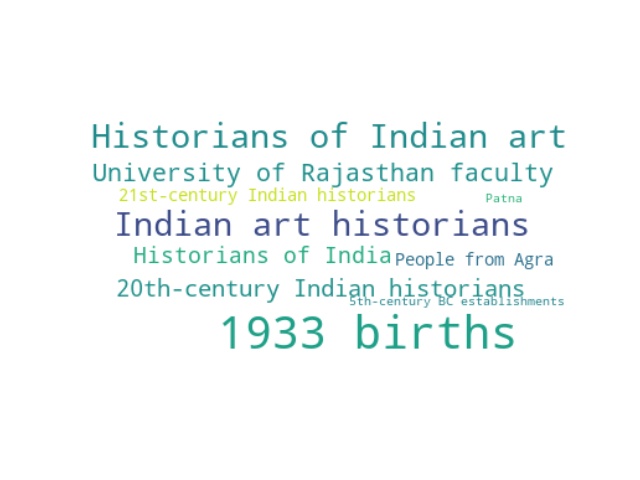 Historians of Indian art
University of Rajasthan faculty
21st-century Indian historians
Patna
Indian art historians
Historians of India
People from Agra
20th-century Indian historians
5th-century BC establishments
1933 births